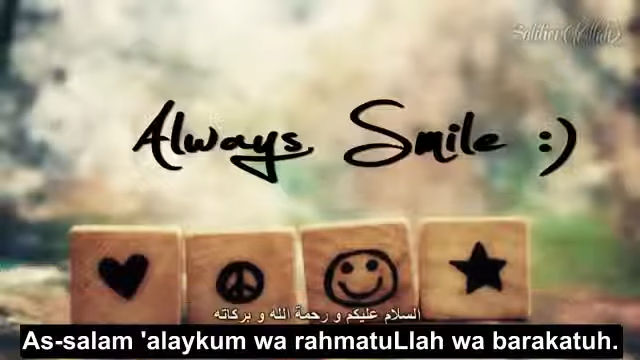 Always Smile :)
السلام عليكم و رحمة الله و بركاته
As-salam 'alaykum wa rahmatuLlah wa barakatuh.